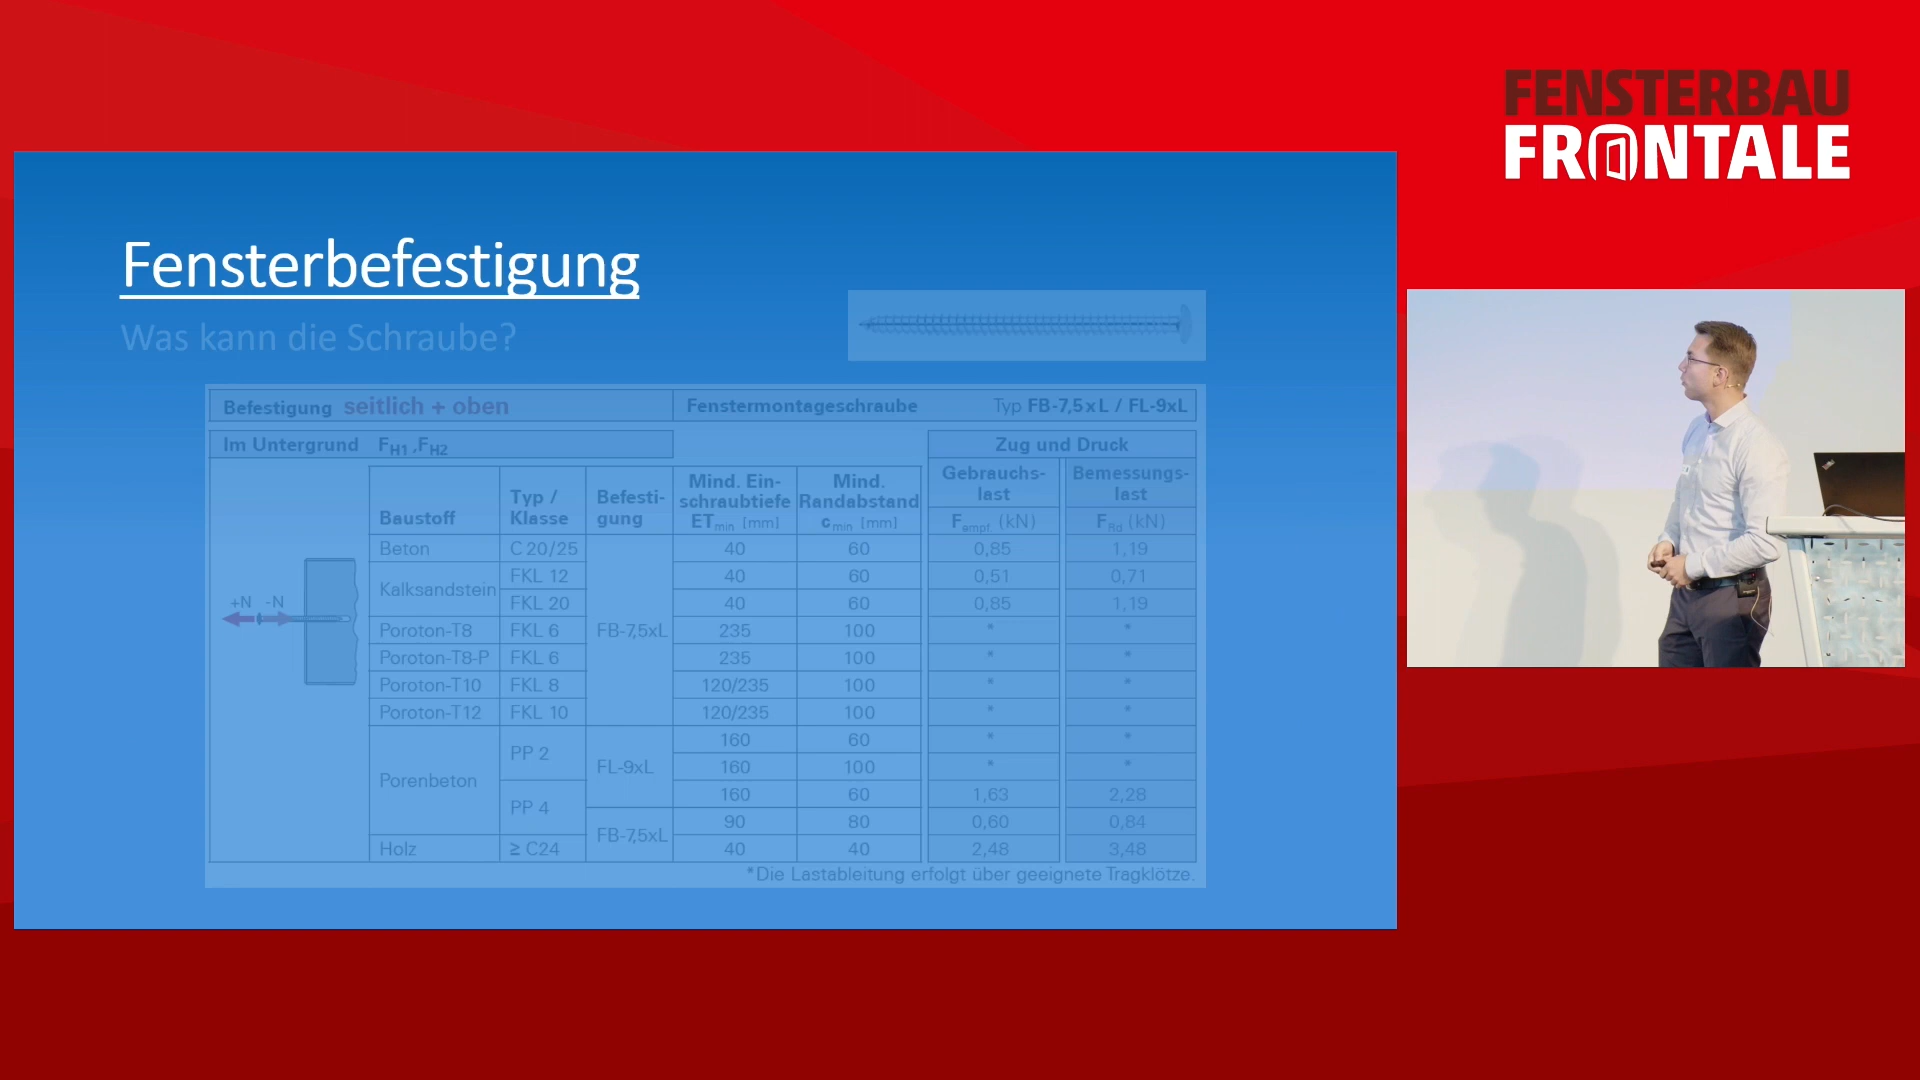 FENSTERBAU
FRONTALE
Fensterbefestigung
Was kann die Schraube?
Befestigung seitlich + oben Fenstermontageschraube Typ FB-7,5xL / FL-9xL
Im Untergrund FH1 ,FH2 Zug und Druck
Baustoff Typ / Klasse Befesti-gung Mind. Ein-schraubtiefe ETmin [mm] Mind. Randabstand cmin [mm] Gebrauchs-last Fempf. (kN) Bemessungs-last FRd (kN)
Beton C 20/25 40 60 0,85 1,19
Kalksandstein FKL 12 40 60 0,51 0,71
FKL 20 40 60 0,85 1,19
Poroton-T8 FKL 6 FB-7,5xL 235 100 * *
Poroton-T8-P FKL 6 235 100 * *
Poroton-T10 FKL 8 120/235 100 * *
Poroton-T12 FKL 10 120/235 100 * *
Porenbeton PP 2 FL-9xL 160 60 * *
160 100 * *
PP 4 160 60 1,63 2,28
FB-7,5xL 90 80 0,60 0,84
Holz ≥ C24 40 40 2,48 3,48
+N -N
*Die Lastableitung erfolgt über geeignete Tragklötze.